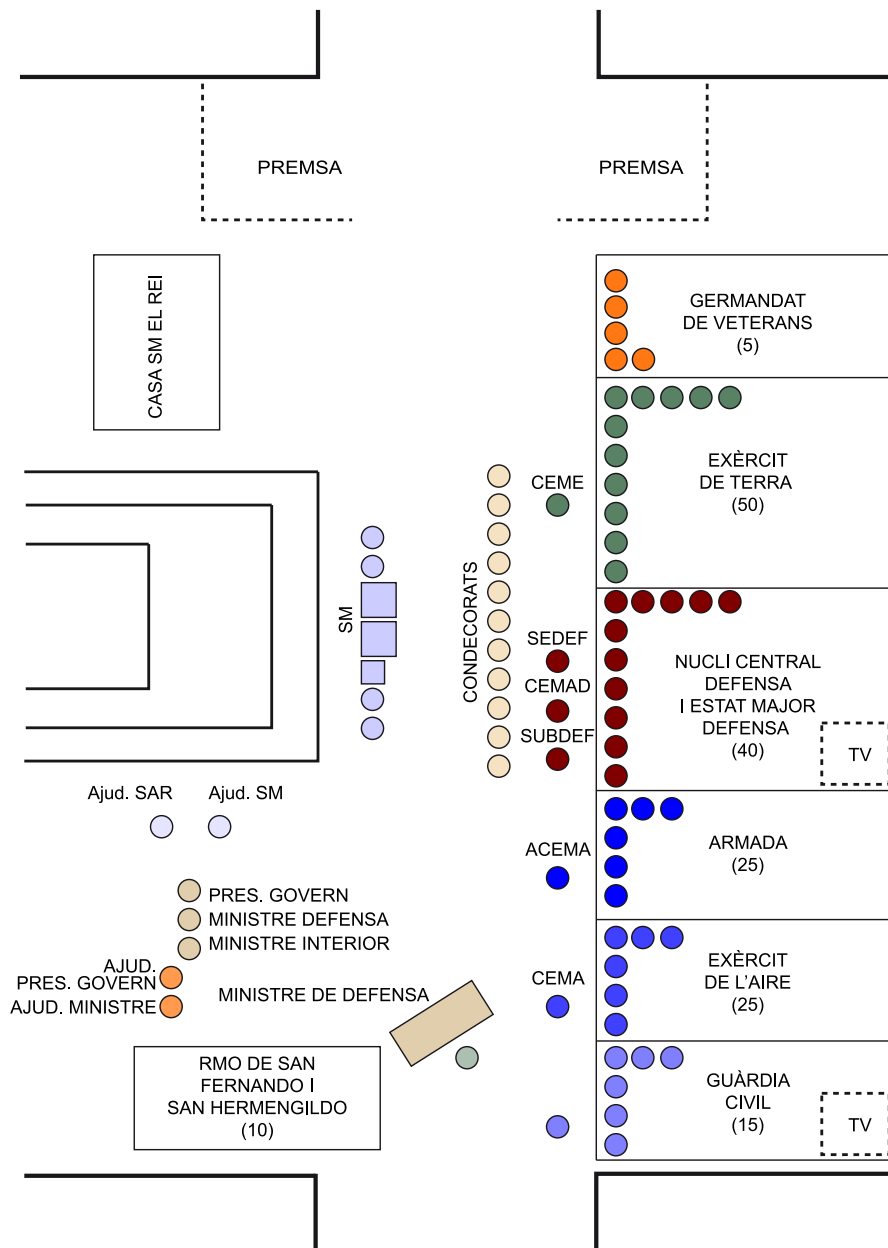 PREMSA
PREMSA
CASA SM EL REI
GERMANDAT
DE VETERANS
(5)
EXÈRCIT
DE TERRA
(50)
CEME
SM
CONDECORATS
SEDEF
CEMAD
SUBDEF
NUCLI CENTRAL
DEFENSA
I ESTAT MAJOR
DEFENSA
(40)
TV
Ajud. SAR
Ajud. SM
ACEMA
ARMADA
(25)
PRES. GOVERN
MINISTRE DEFENSA
MINISTRE INTERIOR
AJUD.
PRES. GOVERN
AJUD. MINISTRE
MINISTRE DE DEFENSA
CEMA
EXÈRCIT
DE L'AIRE
(25)
RMO DE SAN
FERNANDO I
SAN HERMENGILDO
(10)
GUÀRDIA
CIVIL
(15)
TV